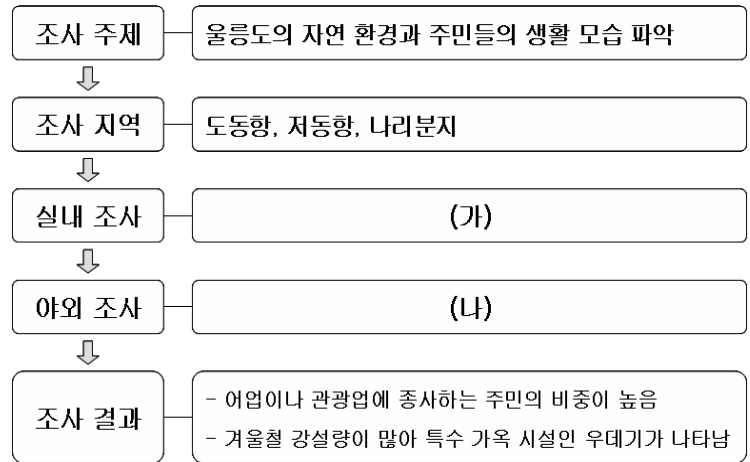 조사 주제
울릉도의 자연 환경과 주민들의 생활 모습 파악
조사 지역
도동항, 저동항, 나리분지
실내 조사
(가)
야외 조사
(나)
조사 결과
- 어업이나 관광업에 종사하는 주민의 비중이 높음
- 겨울철 강설량이 많아 특수 가옥 시설인 우데기가 나타남